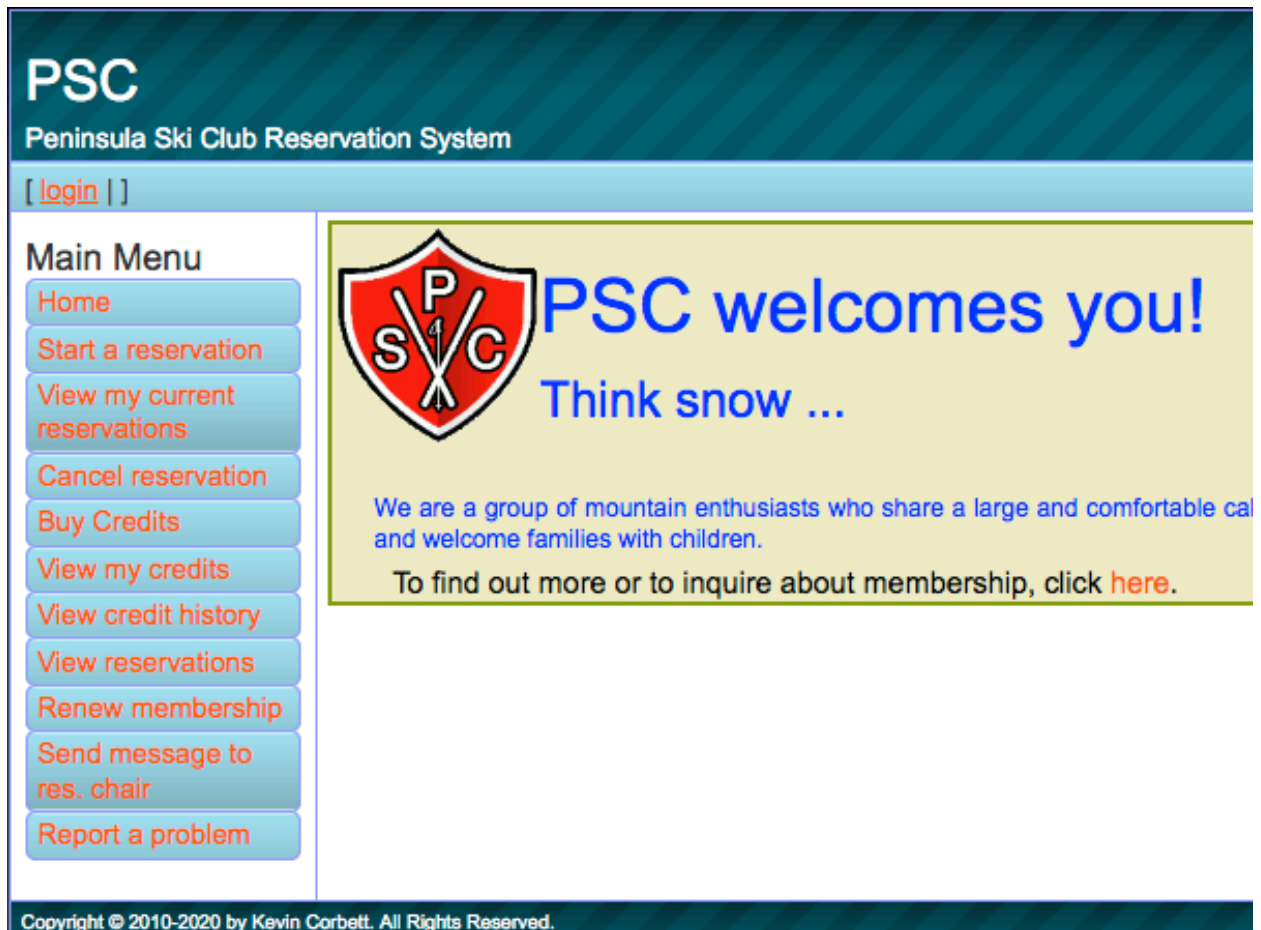 PSC
Peninsula Ski Club Reservation System
[ login | ]
Main Menu
Home
Start a reservation
View my current
reservations
Cancel reservation
Buy Credits
View my credits
View credit history
View reservations
Renew membership
Send message to
res. chair
Report a problem
P
S C
PSC welcomes you!
Think snow ...
We are a group of mountain enthusiasts who share a large and comfortable
and welcome families with children.
To find out more or to inquire about membership, click here.
Copyright © 2010-2020 by Kevin Corbett. All Rights Reserved.